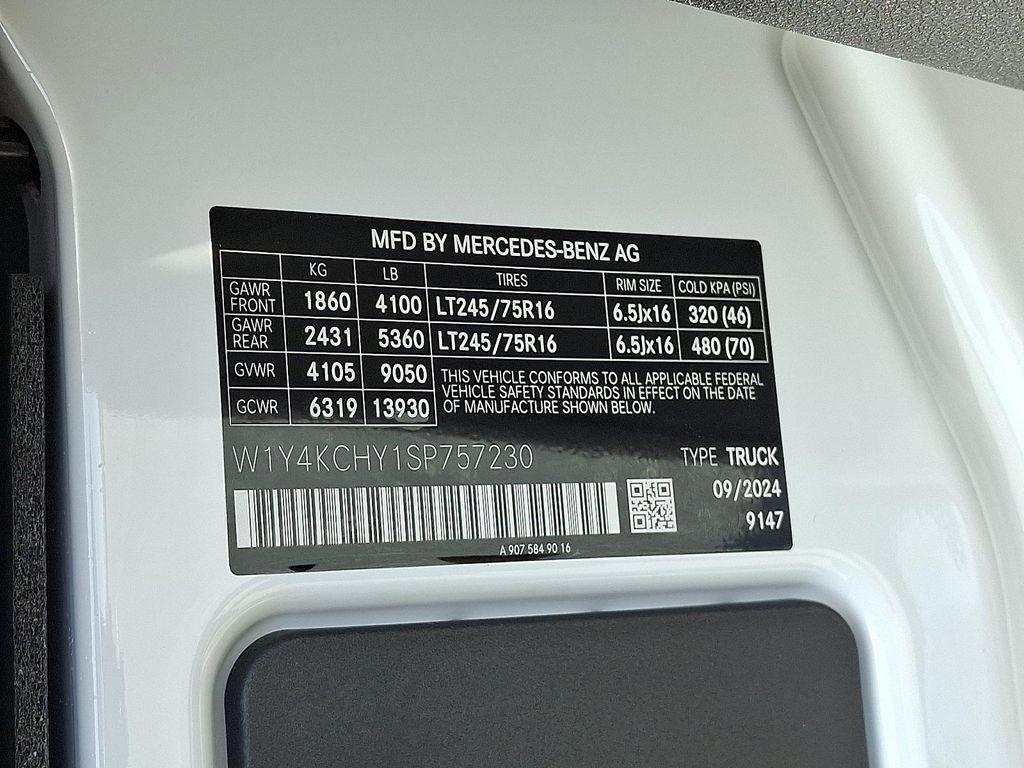 MFD BY MERCEDES-BENZ AG
KG LB TIRES RIM SIZE COLD KPA (PSI)
GAWR FRONT 1860 4100 LT245/75R16 6.5Jx16 320 (46)
GAWR REAR 2431 5360 LT245/75R16 6.5Jx16 480 (70)
GVWR 4105 9050
GCWR 6319 13930
THIS VEHICLE CONFORMS TO ALL APPLICABLE FEDERAL
VEHICLE SAFETY STANDARDS IN EFFECT ON THE DATE
OF MANUFACTURE SHOWN BELOW.
W1Y4KCHY1SP757230 TYPE TRUCK
09/2024
9147
A 907 584 90 16